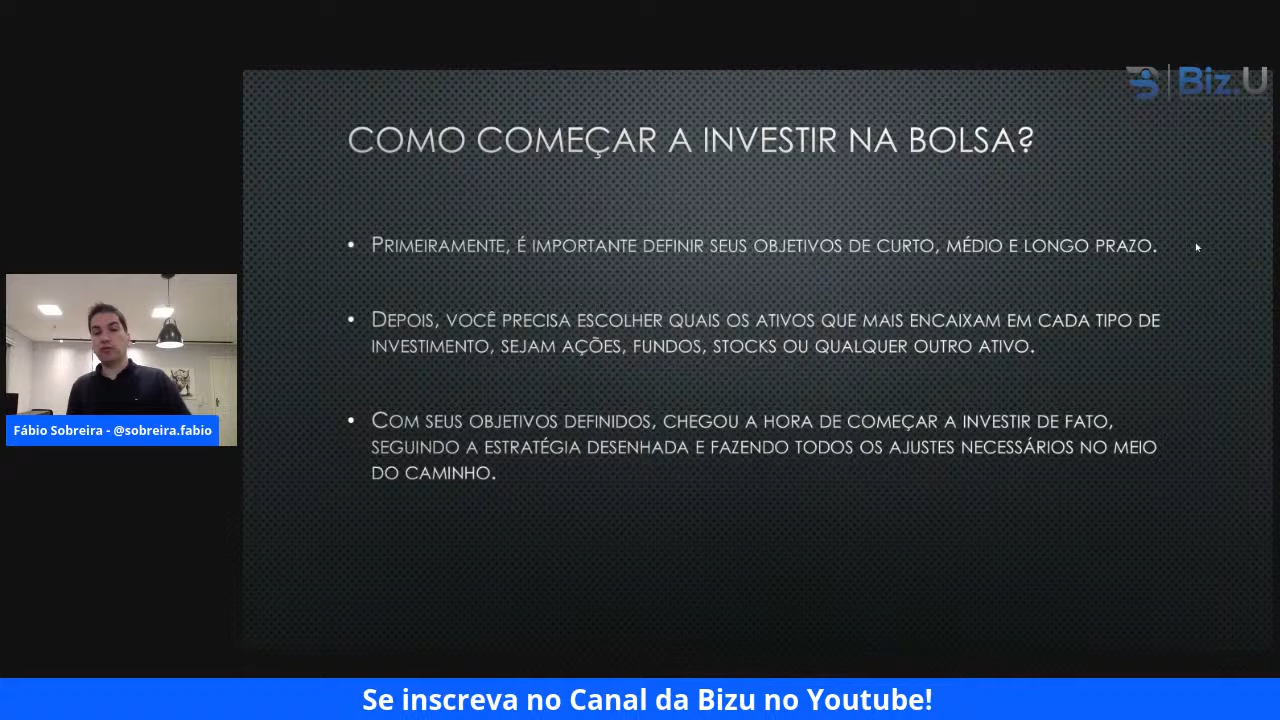 Biz.U
COMO COMEÇAR A INVESTIR NA BOLSA?
• PRIMEIRAMENTE, É IMPORTANTE DEFINIR SEUS OBJETIVOS DE CURTO, MÉDIO E LONGO PRAZO.
• DEPOIS, VOCÊ PRECISA ESCOLHER QUAIS OS ATIVOS QUE MAIS ENCAIXAM EM CADA TIPO DE
INVESTIMENTO, SEJAM AÇÕES, FUNDOS, STOCKS OU QUALQUER OUTRO ATIVO.
• COM SEUS OBJETIVOS DEFINIDOS, CHEGOU A HORA DE COMEÇAR A INVESTIR DE FATO,
SEGUINDO A ESTRATÉGIA DESENHADA E FAZENDO TODOS OS AJUSTES NECESSÁRIOS NO MEIO
DO CAMINHO.
Fábio Sobreira - @sobreira.fabio
Se inscreva no Canal da Bizu no Youtube!